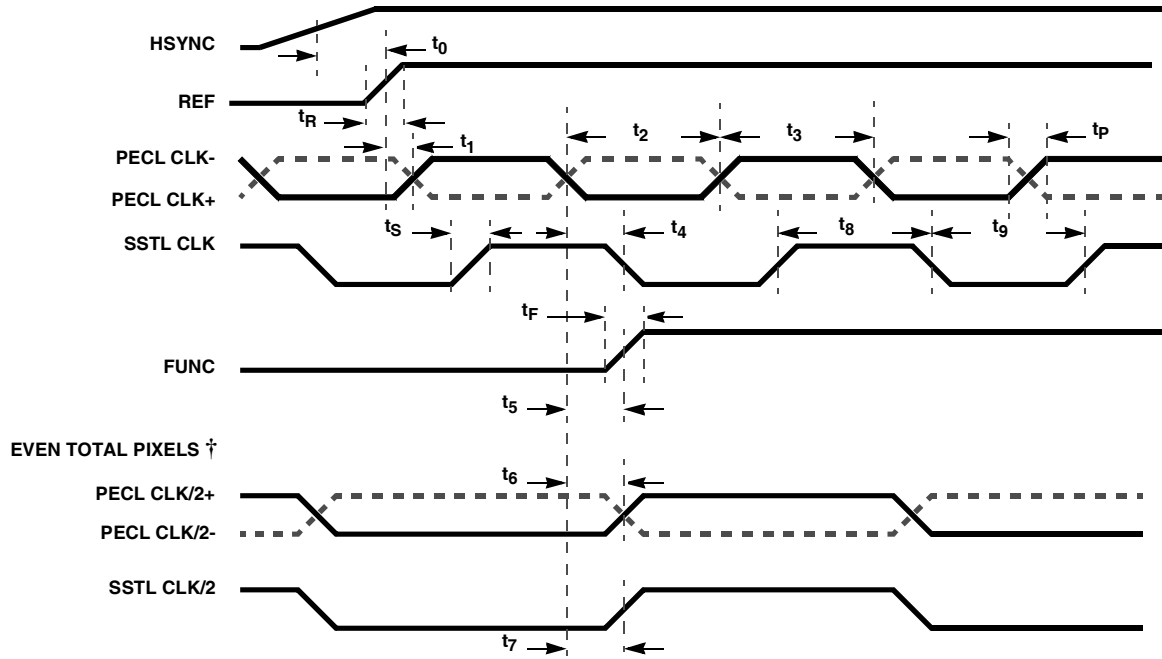 HSYNC
t0
REF
tR
t1
t2
t3
tP
PECL CLK-
PECL CLK+
tS
t4
t8
t9
SSTL CLK
tF
FUNC
t5
EVEN TOTAL PIXELS †
t6
PECL CLK/2+
PECL CLK/2-
SSTL CLK/2
t7